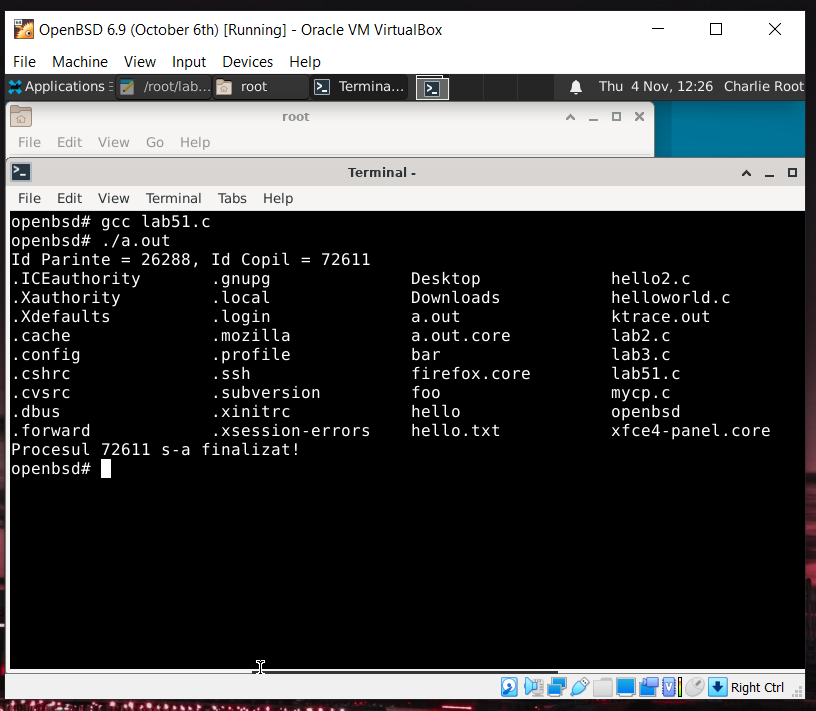 OpenBSD 6.9 (October 6th) [Running] - Oracle VM VirtualBox
File Machine View Input Devices Help
Applications /root/lab... root Termina... Thu 4 Nov, 12:26 Charlie Root
root
File Edit View Go Help
Terminal -
File Edit View Terminal Tabs Help
openbsd# gcc lab51.c
openbsd# ./a.out
Id Parinte = 26288, Id Copil = 72611
.ICEauthority .gnupg Desktop hello2.c
.Xauthority .local Downloads helloworld.c
.Xdefaults .login a.out ktrace.out
.cache .mozilla a.out.core lab2.c
.config .profile bar lab3.c
.cshrc .ssh firefox.core lab51.c
.cvsrc .subversion foo mycp.c
.dbus .xinitrc hello openbsd
.forward .xsession-errors hello.txt xfce4-panel.core
Procesul 72611 s-a finalizat!
openbsd#
Right Ctrl